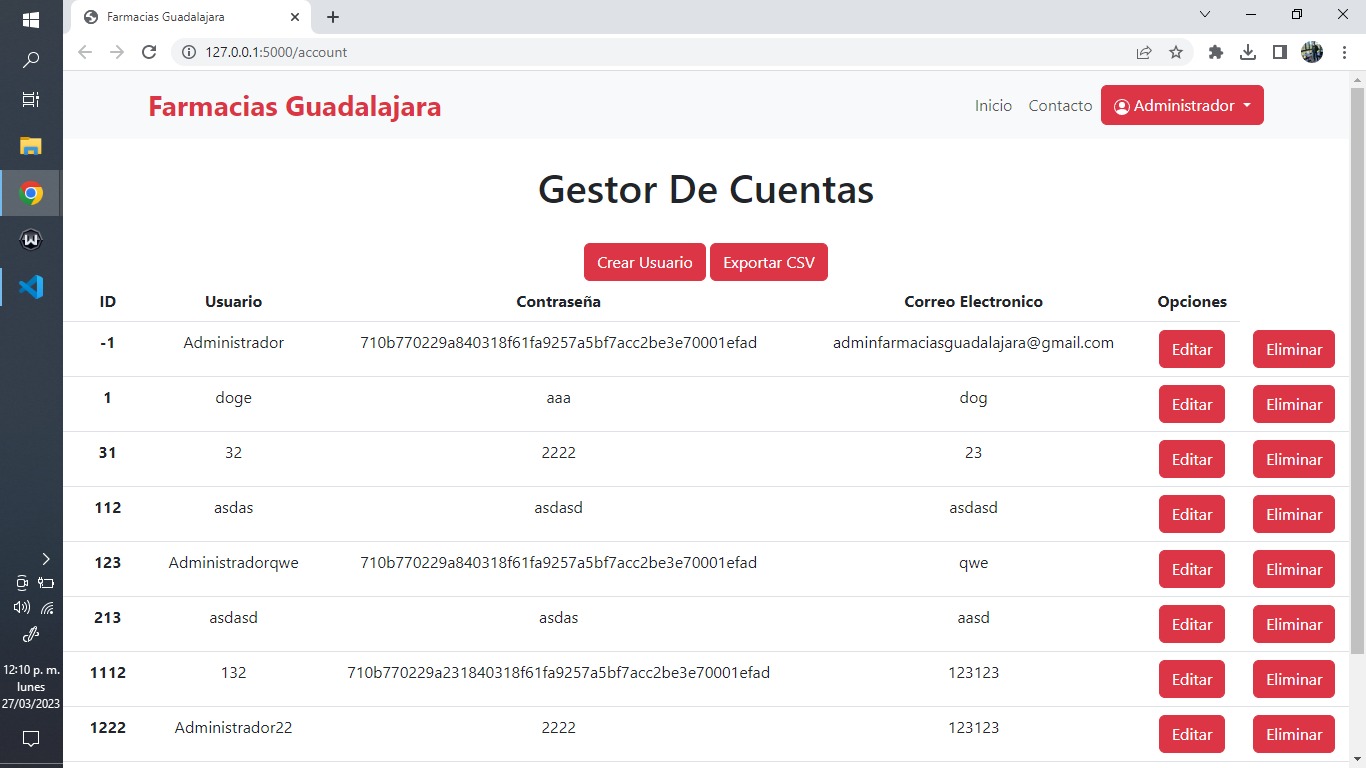 Farmacias Guadalajara
127.0.0.1:5000/account
Farmacias Guadalajara Inicio Contacto Administrador
Gestor De Cuentas
Crear Usuario Exportar CSV
ID Usuario Contraseña Correo Electronico Opciones
-1 Administrador 710b770229a840318f61fa9257a5bf7acc2be3e70001efad adminfarmaciasguadalajara@gmail.com Editar Eliminar
1 doge aaa dog Editar Eliminar
31 32 2222 23 Editar Eliminar
112 asdas asdasd asdasd Editar Eliminar
123 Administradorqwe 710b770229a840318f61fa9257a5bf7acc2be3e70001efad qwe Editar Eliminar
213 asdasd asdas aasd Editar Eliminar
1112 132 710b770229a231840318f61fa9257a5bf7acc2be3e70001efad 123123 Editar Eliminar
1222 Administrador22 2222 123123 Editar Eliminar
12:10 p. m.
lunes
27/03/2023